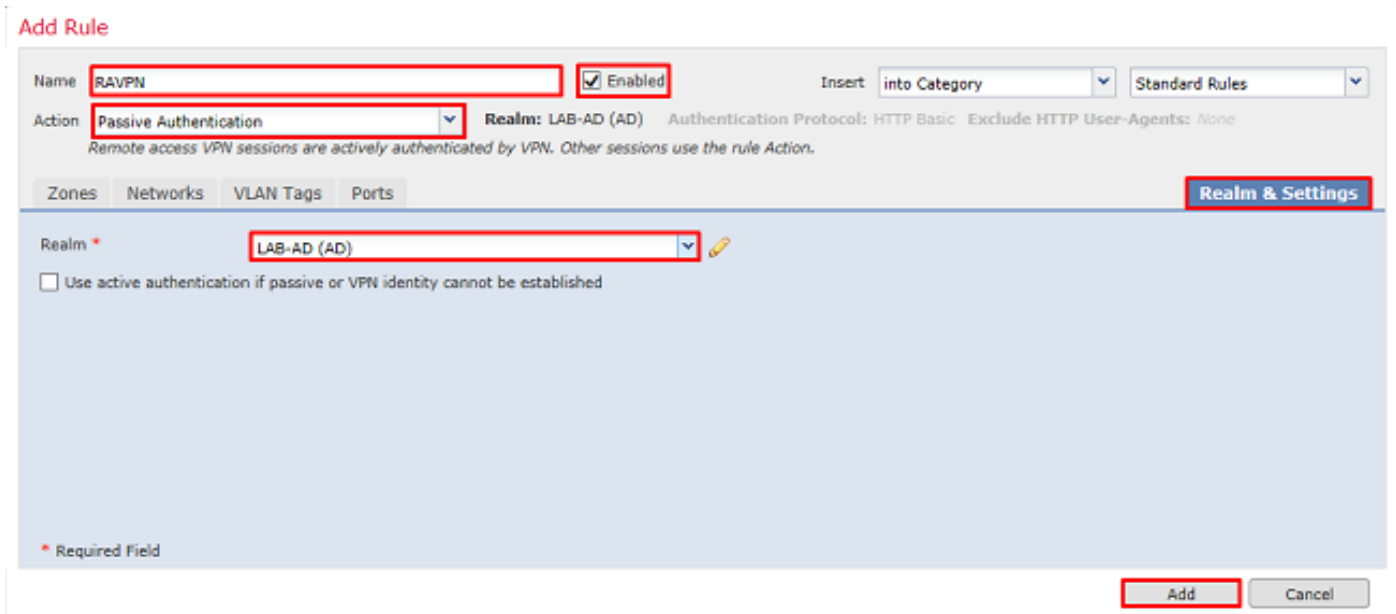 Add Rule
Name RAVPN Enabled Insert into Category Standard Rules
Action Passive Authentication Realm: LAB-AD (AD) Authentication Protocol: HTTP Basic Exclude HTTP User-Agents: None
Remote access VPN sessions are actively authenticated by VPN. Other sessions use the rule Action.
Zones Networks VLAN Tags Ports Realm & Settings
Realm * LAB-AD (AD)
Use active authentication if passive or VPN identity cannot be established
* Required Field
Add Cancel